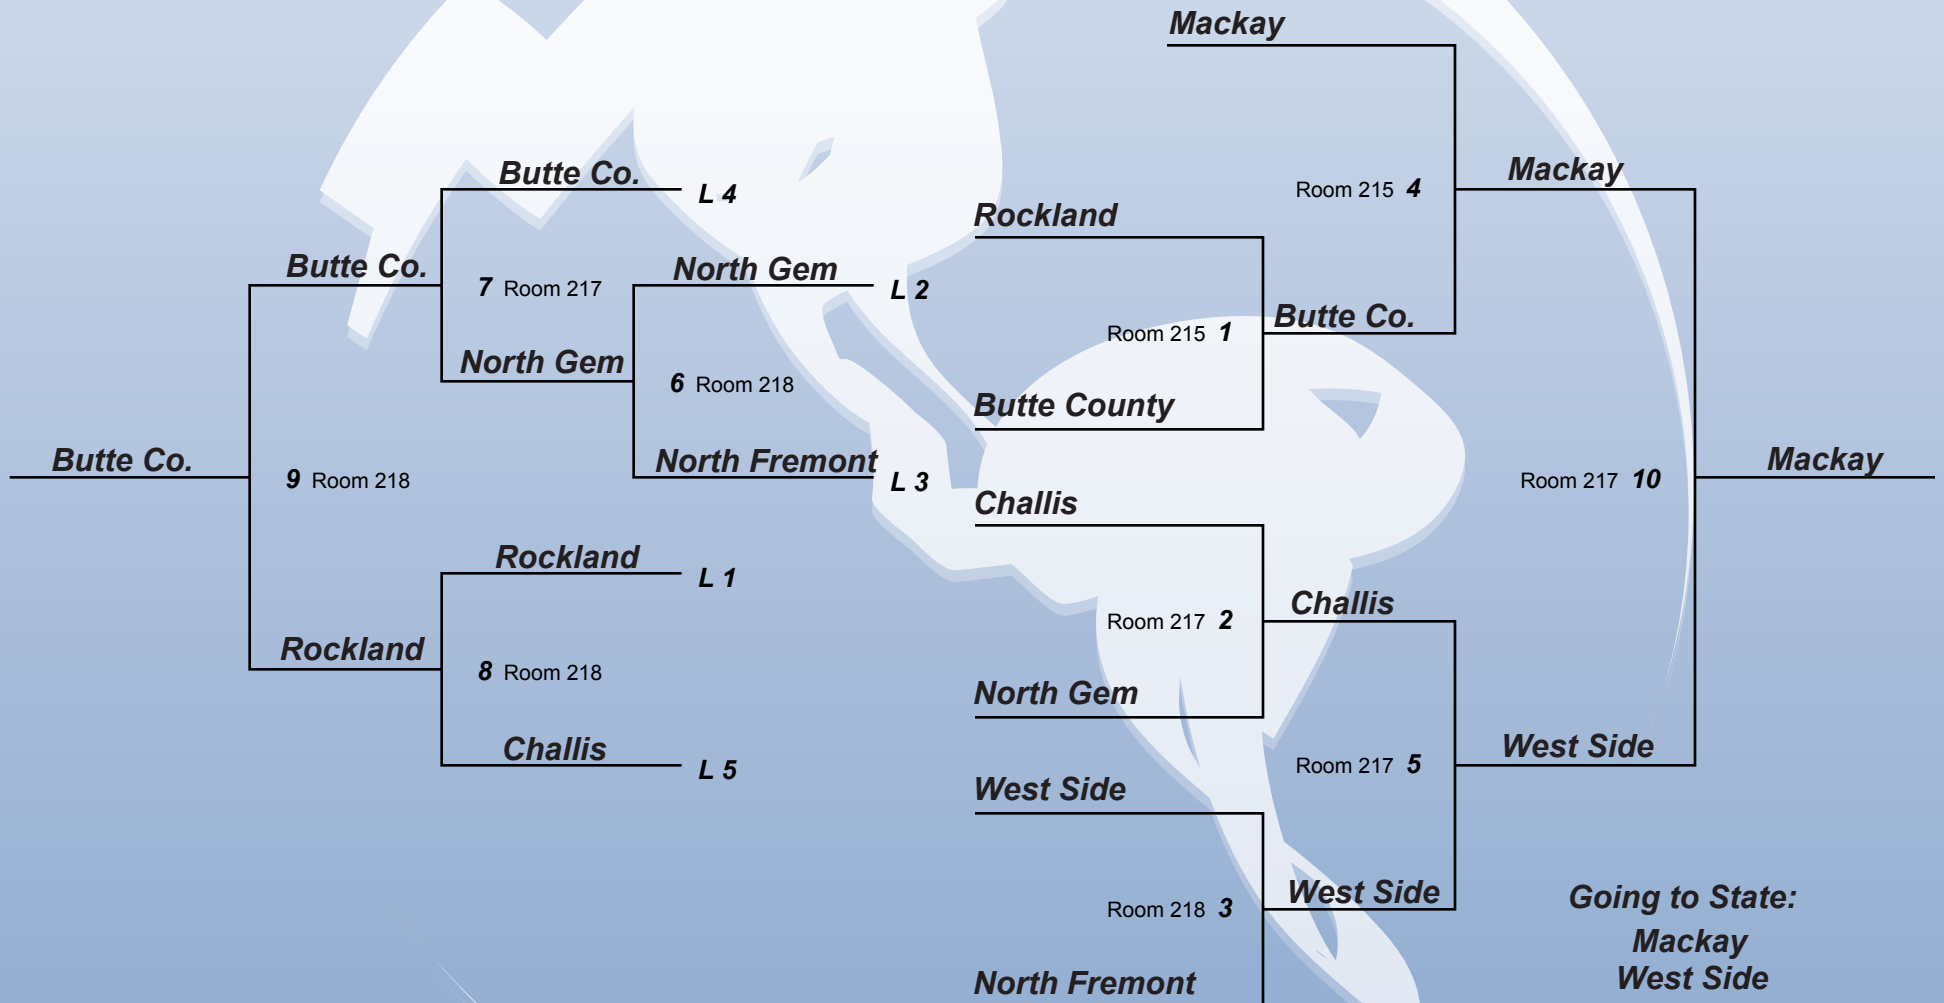 Mackay
Butte Co.
L 4
Room 215 4
Mackay
Rockland
Butte Co.
7 Room 217
North Gem
L 2
Room 215 1
Butte Co.
North Gem
6 Room 218
Butte County
Butte Co.
9 Room 218
North Fremont
L 3
Room 217 10
Mackay
Challis
Rockland
L 1
Room 217 2
Challis
Rockland
8 Room 218
North Gem
Challis
L 5
Room 217 5
West Side
West Side
Room 218 3
West Side
North Fremont
Going to State:
Mackay
West Side